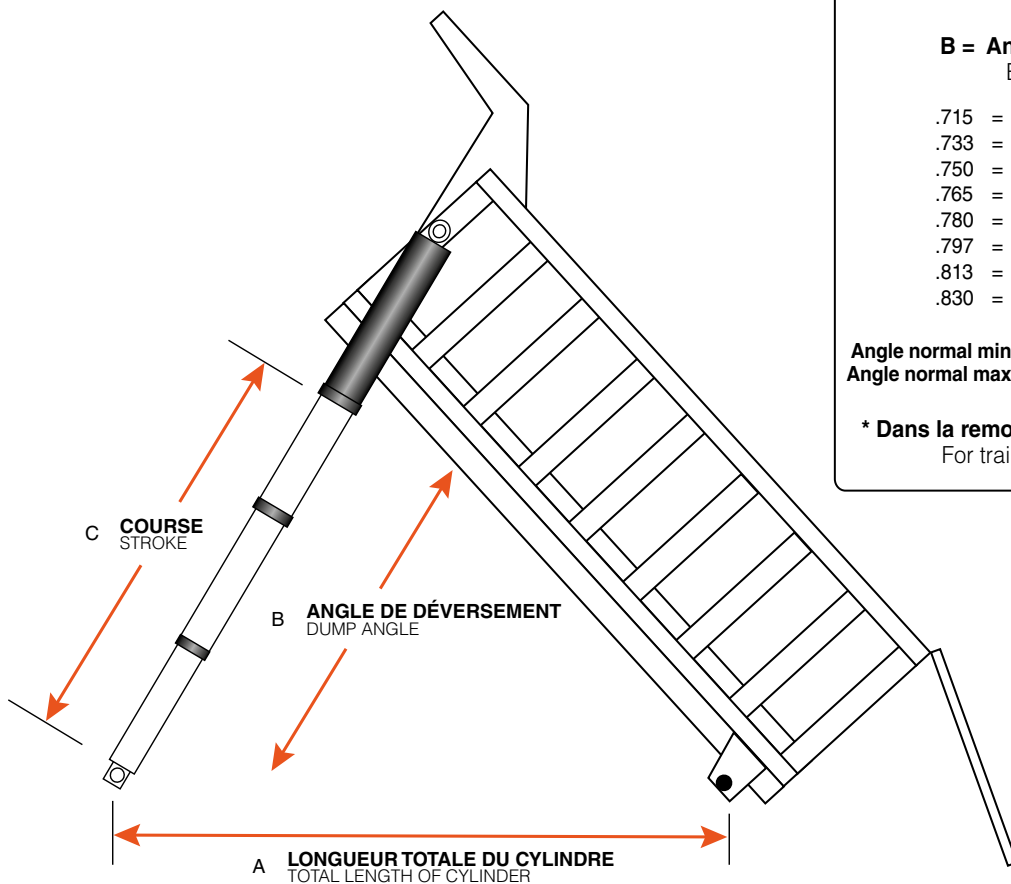 B = An
.715 =
.733 =
.750 =
.765 =
.780 =
.797 =
.813 =
.830 =
Angle normal min
Angle normal max
* Dans la remo
For trai
C COURSE
STROKE
B ANGLE DE DÉVERSEMENT
DUMP ANGLE
A LONGUEUR TOTALE DU CYLINDRE
TOTAL LENGTH OF CYLINDER